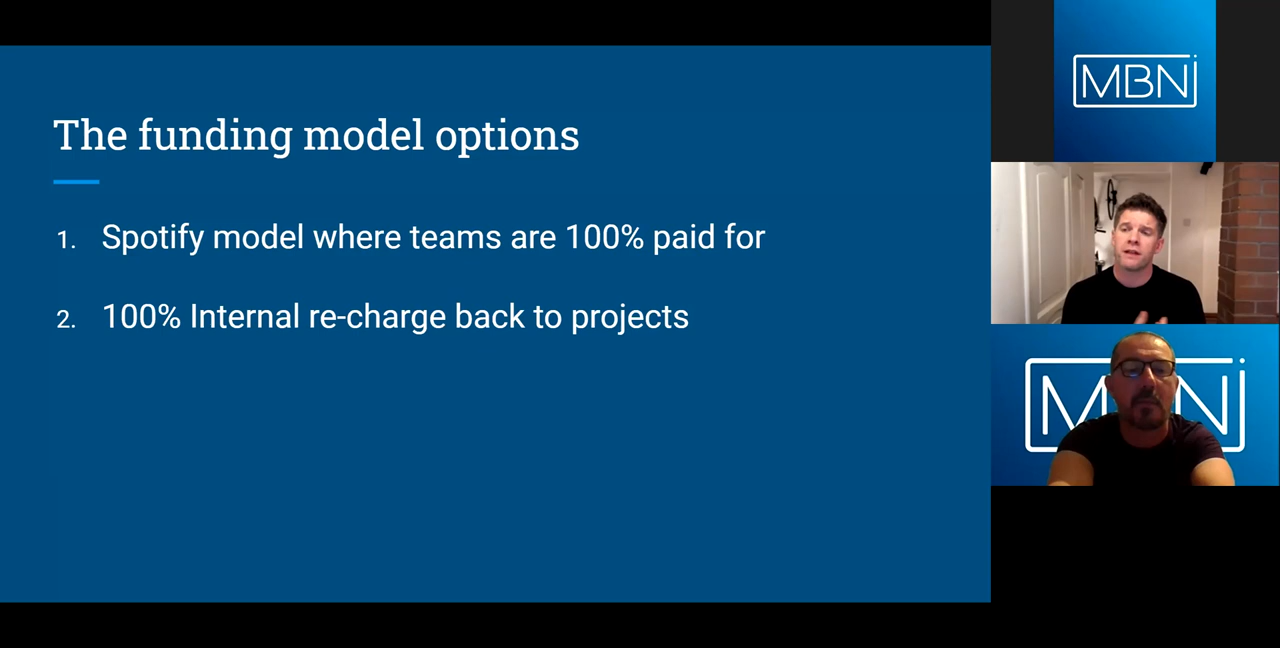 The funding model options
1. Spotify model where teams are 100% paid for
2. 100% Internal re-charge back to projects
MBN
MBN